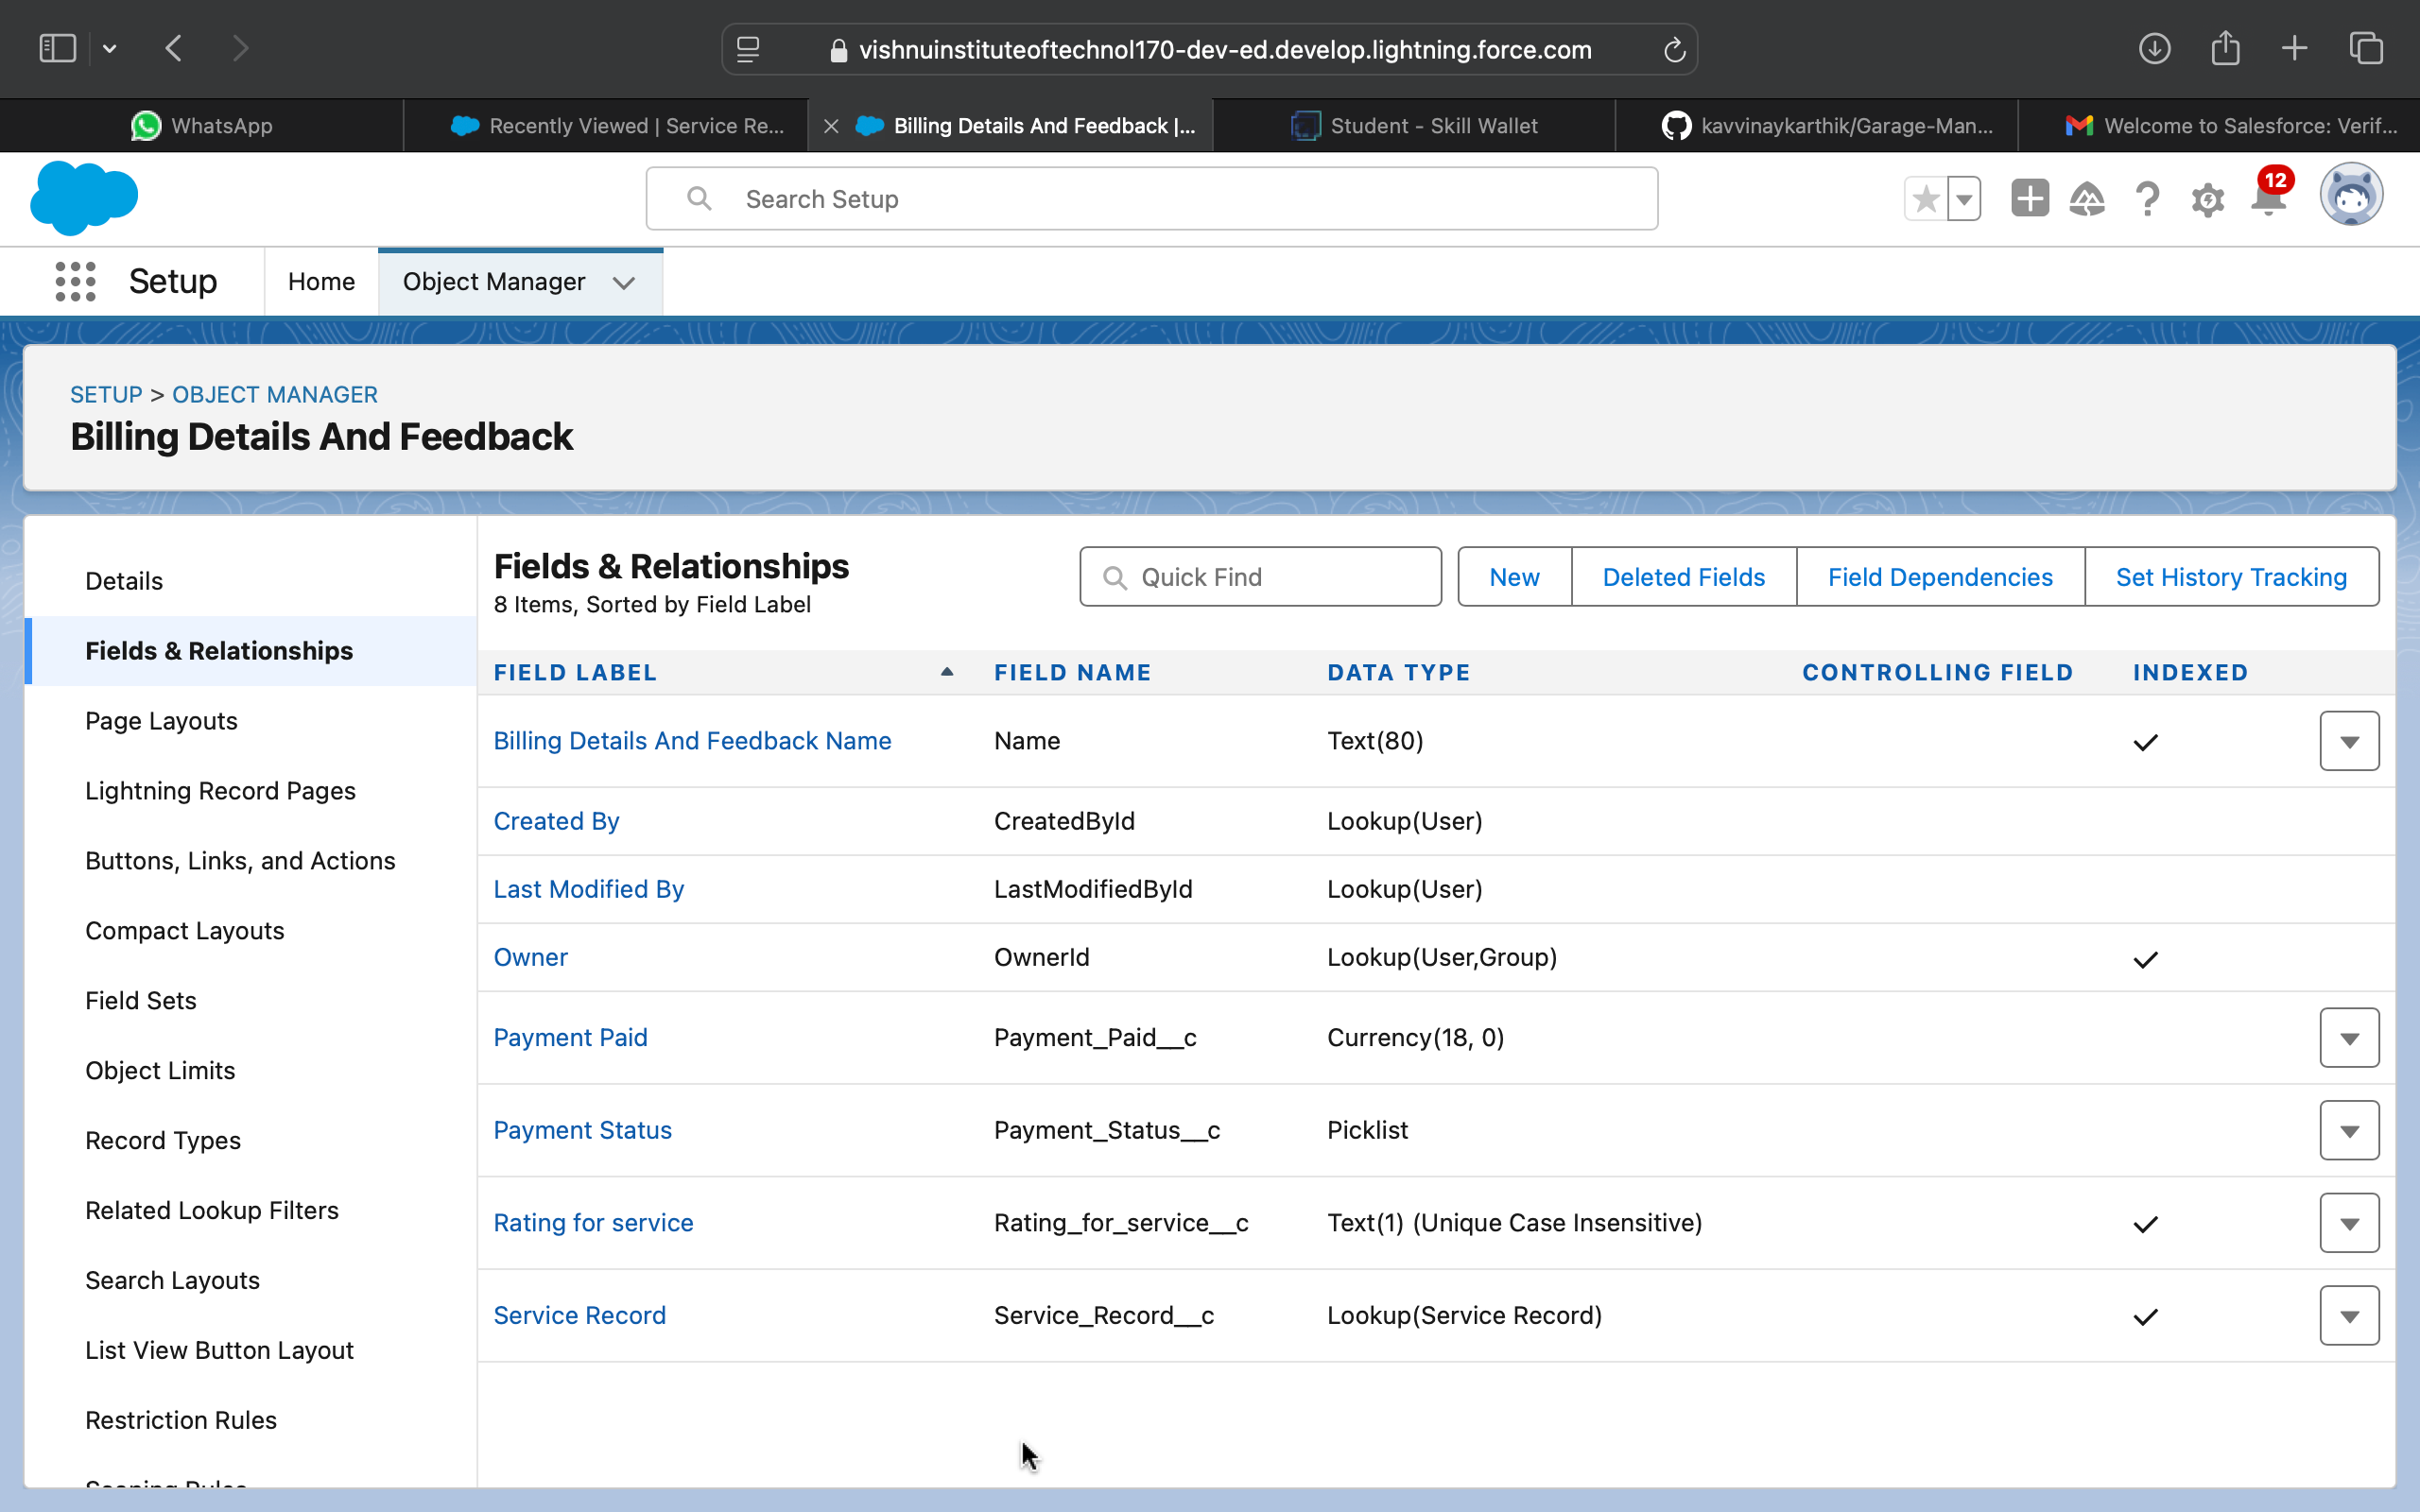 vishnuinstituteoftechnol170-dev-ed.develop.lightning.force.com
WhatsApp
Recently Viewed | Service Re...
Billing Details And Feedback |...
Student - Skill Wallet
kavvinaykarthik/Garage-Man...
Welcome to Salesforce: Verif...
Search Setup
12
Setup
Home
Object Manager
SETUP > OBJECT MANAGER
Billing Details And Feedback
Details
Fields & Relationships
Page Layouts
Lightning Record Pages
Buttons, Links, and Actions
Compact Layouts
Field Sets
Object Limits
Record Types
Related Lookup Filters
Search Layouts
List View Button Layout
Restriction Rules
Scoping Rules
Fields & Relationships
8 Items, Sorted by Field Label
Quick Find
New
Deleted Fields
Field Dependencies
Set History Tracking
FIELD LABEL FIELD NAME DATA TYPE CONTROLLING FIELD INDEXED
Billing Details And Feedback Name Name Text(80)
Created By CreatedById Lookup(User)
Last Modified By LastModifiedById Lookup(User)
Owner OwnerId Lookup(User,Group)
Payment Paid Payment_Paid__c Currency(18, 0)
Payment Status Payment_Status__c Picklist
Rating for service Rating_for_service__c Text(1) (Unique Case Insensitive)
Service Record Service_Record__c Lookup(Service Record)